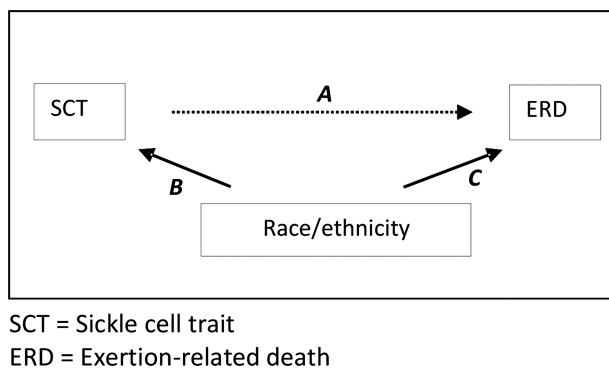 A
SCT
ERD
B
C
Race/ethnicity
SCT = Sickle cell trait
ERD = Exertion-related death